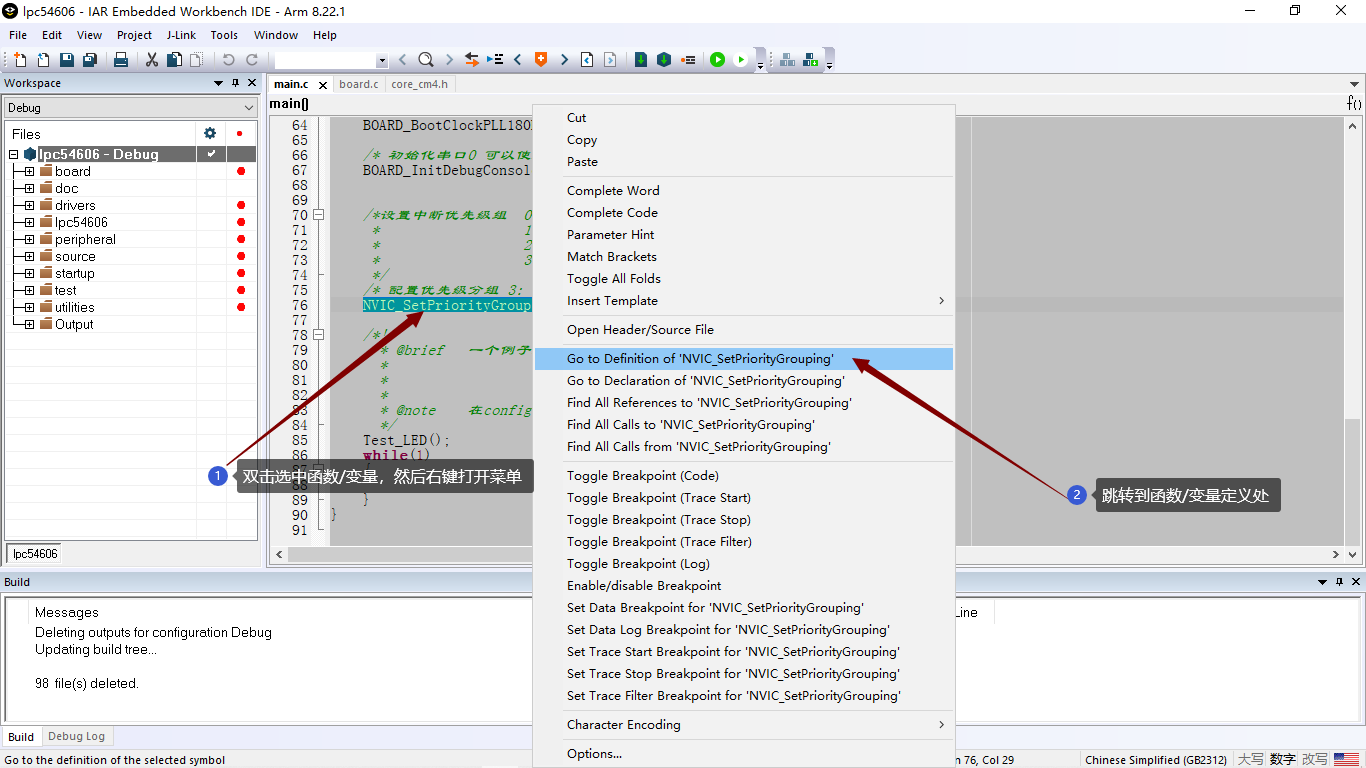 lpc54606 - IAR Embedded Workbench IDE - Arm 8.22.1
File Edit View Project J-Link Tools Window Help
Workspace
Debug
Files
lpc54606 - Debug
board
doc
drivers
lpc54606
peripheral
source
startup
test
utilities
Output
lpc54606
main.c board.c core_cm4.h
main() f()
64 BOARD_BootClockPLL180
65
66 /* 初始化串口0 可以使
67 BOARD_InitDebugConsol
68
69
70 /*设置中断优先级组 0
71 * 1
72 * 2
73 * 3
74 */
75 /* 配置优先级分组 3:
76 NVIC_SetPriorityGroup
77
78 /*!
79 * @brief 一个例子
80 *
81 *
82 *
83 * @note 在config
84 */
85 Test_LED();
86 while(1)
89 }
90 }
91
1 双击选中函数/变量，然后右键打开菜单
Cut
Copy
Paste
Complete Word
Complete Code
Parameter Hint
Match Brackets
Toggle All Folds
Insert Template
Open Header/Source File
Go to Definition of 'NVIC_SetPriorityGrouping'
Go to Declaration of 'NVIC_SetPriorityGrouping'
Find All References to 'NVIC_SetPriorityGrouping'
Find All Calls to 'NVIC_SetPriorityGrouping'
Find All Calls from 'NVIC_SetPriorityGrouping'
Toggle Breakpoint (Code)
Toggle Breakpoint (Trace Start)
Toggle Breakpoint (Trace Stop)
Toggle Breakpoint (Trace Filter)
Toggle Breakpoint (Log)
Enable/disable Breakpoint
Set Data Breakpoint for 'NVIC_SetPriorityGrouping'
Set Data Log Breakpoint for 'NVIC_SetPriorityGrouping'
Set Trace Start Breakpoint for 'NVIC_SetPriorityGrouping'
Set Trace Stop Breakpoint for 'NVIC_SetPriorityGrouping'
Set Trace Filter Breakpoint for 'NVIC_SetPriorityGrouping'
Character Encoding
Options...
2 跳转到函数/变量定义处
Build
Messages Line
Deleting outputs for configuration Debug
Updating build tree...
98 file(s) deleted.
Build Debug Log
Go to the definition of the selected symbol n 76, Col 29 Chinese Simplified (GB2312) 大写 数字 改写